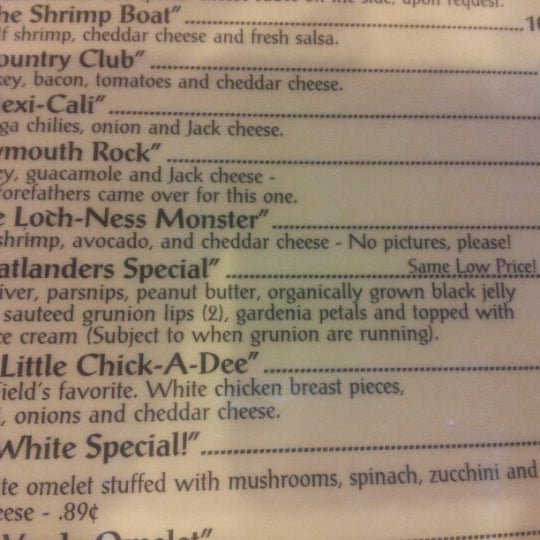 he Shrimp Boat" 10
lf shrimp, cheddar cheese and fresh salsa.
ountry Club"
key, bacon, tomatoes and cheddar cheese.
exi-Cali"
ga chilies, onion and Jack cheese.
ymouth Rock"
ey, guacamole and Jack cheese -
orefathers came over for this one.
e Loch-Ness Monster"
shrimp, avocado, and cheddar cheese - No pictures, please!
atlanders Special" Same Low Price!
iver, parsnips, peanut butter, organically grown black jelly
sauteed grunion lips (2), gardenia petals and topped with
ce cream (Subject to when grunion are running).
Little Chick-A-Dee"
Field's favorite. White chicken breast pieces,
, onions and cheddar cheese.
White Special!"
te omelet stuffed with mushrooms, spinach, zucchini and
eese - .89¢